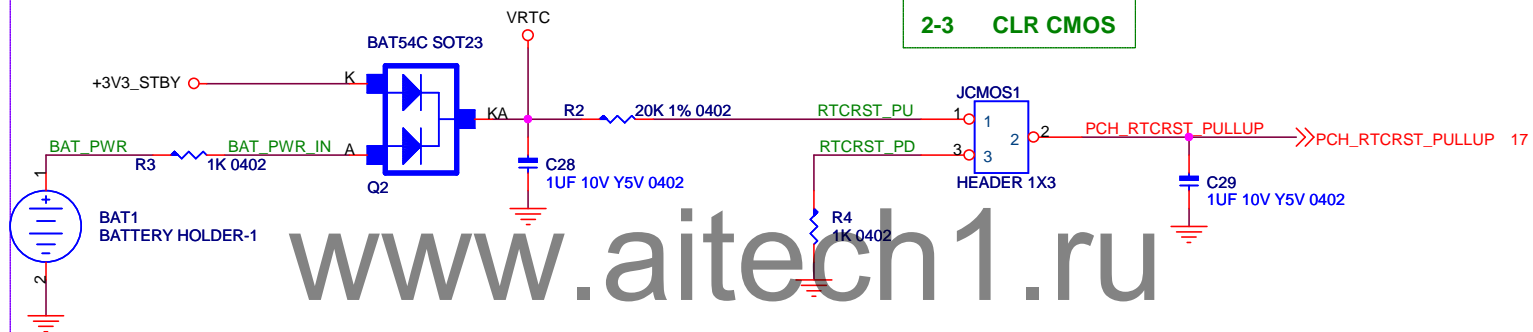 2-3 CLR CMOS
VRTC
BAT54C SOT23
+3V3_STBY
K
JCMOS1
KA
R2
20K 1% 0402
RTCRST_PU
1
1
2
2
PCH_RTCRST_PULLUP
PCH_RTCRST_PULLUP 17
BAT_PWR
BAT_PWR_IN
A
RTCRST_PD
3
3
R3
1K 0402
C28
1UF 10V Y5V 0402
Q2
HEADER 1X3
C29
1UF 10V Y5V 0402
1
+
BAT1
BATTERY HOLDER-1
R4
1K 0402
2
www.aitech1.ru